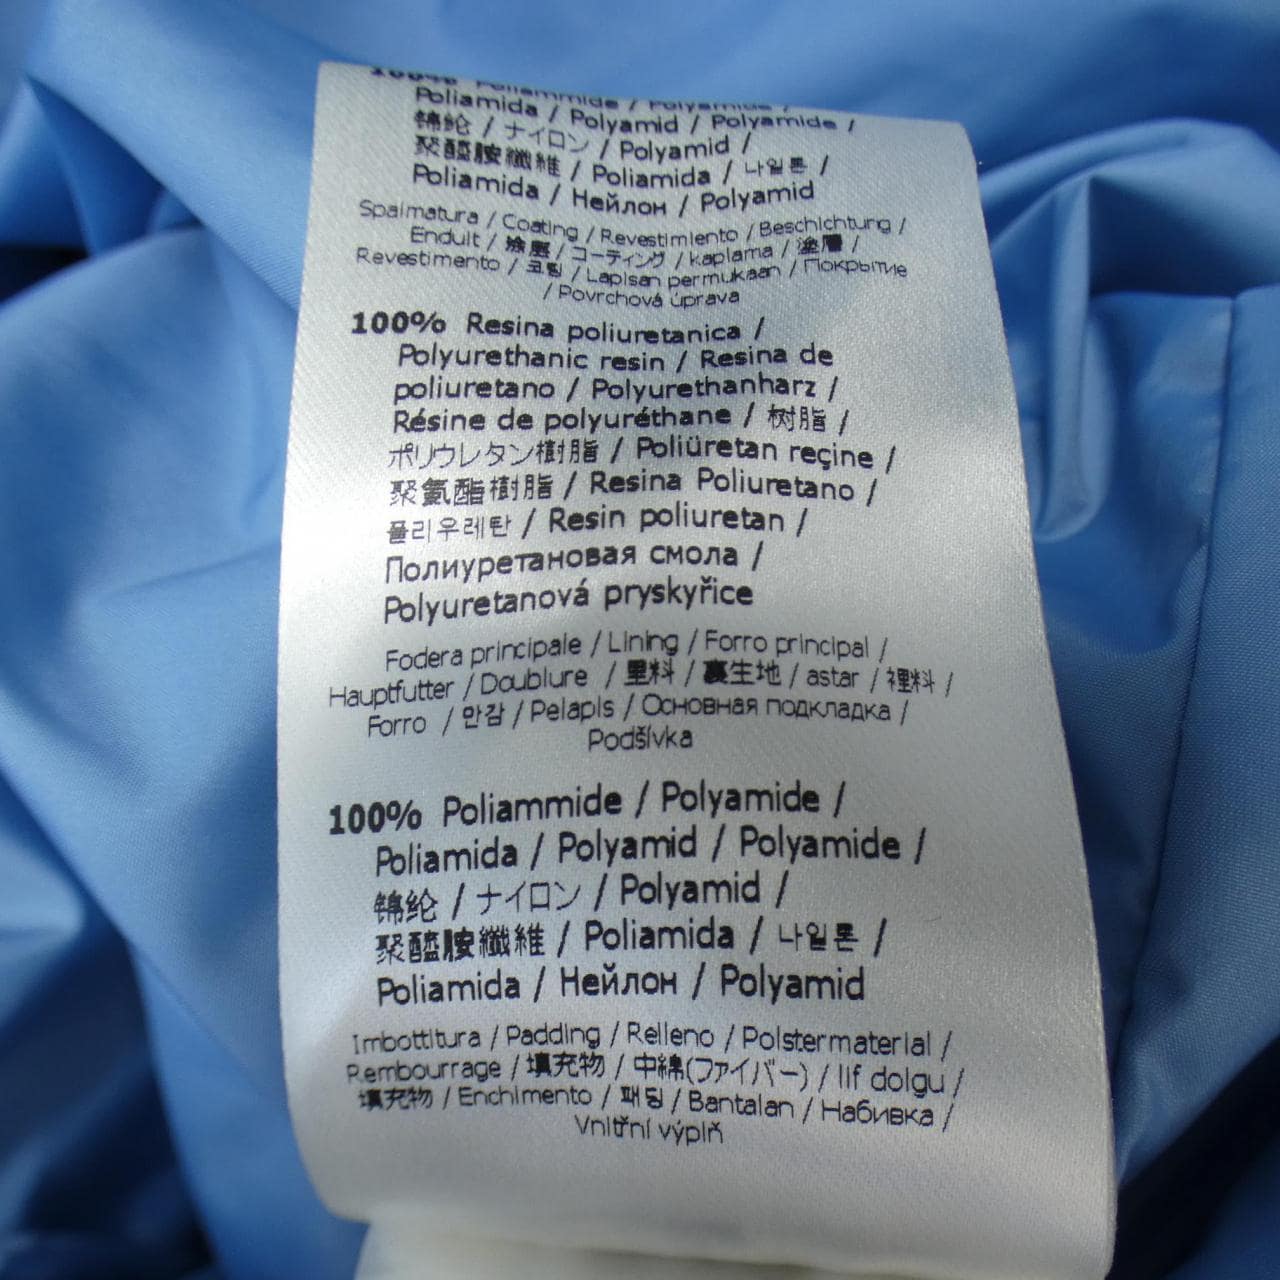 100% Poliammide / Polyamide /
Poliamida / Polyamid / Polyamide /
锦纶 / ナイロン / Polyamid /
聚醯胺纖維 / Poliamida / 나일론 /
Poliamida / Нейлон / Polyamid
Spalmatura / Coating / Revestimiento / Beschichtung /
Enduit / 涂层 / コーティング / kaplama / 塗層 /
Revestimento / 코팅 / Lapisan permukaan / Покрытие
/ Povrchová úprava
100% Resina poliuretanica /
Polyurethanic resin / Resina de
poliuretano / Polyurethanharz /
Résine de polyuréthane / 树脂 /
ポリウレタン樹脂 / Poliüretan reçine /
聚氨酯樹脂 / Resina Poliuretano /
폴리우레탄 / Resin poliuretan /
Полиуретановая смола /
Polyuretanová pryskyřice
Fodera principale / Lining / Forro principal /
Hauptfutter / Doublure / 里料 / 裏生地 / astar / 裡料 /
Forro / 안감 / Pelapis / Основная подкладка /
Podšívka
100% Poliammide / Polyamide /
Poliamida / Polyamid / Polyamide /
锦纶 / ナイロン / Polyamid /
聚醯胺纖維 / Poliamida / 나일론 /
Poliamida / Нейлон / Polyamid
Imbottitura / Padding / Relleno / Polstermaterial /
Rembourrage / 填充物 / 中綿(ファイバー) / lif dolgu /
填充物 / Enchimento / 패딩 / Bantalan / Набивка /
Vnitřní výplň